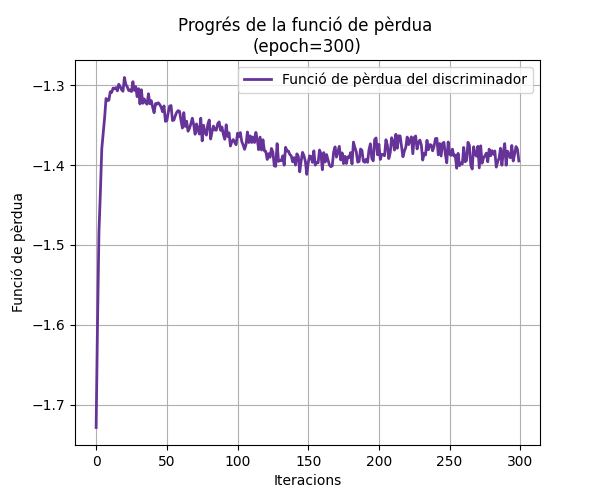 Progrés de la funció de pèrdua
(epoch=300)
Funció de pèrdua del discriminador
Funció de pèrdua
−1.3
−1.4
−1.5
−1.6
−1.7
0 50 100 150 200 250 300
Iteracions